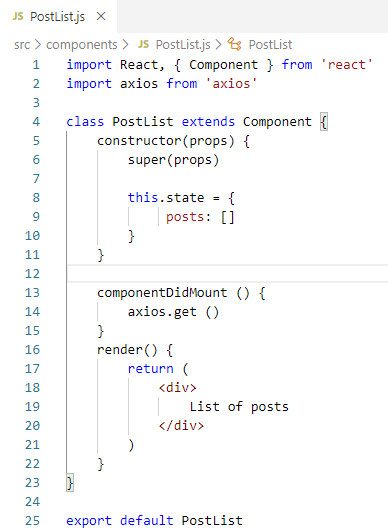 JS PostList.js ×
src > components > JS PostList.js > PostList
1 import React, { Component } from 'react'
2 import axios from 'axios'
3
4 class PostList extends Component {
5     constructor(props) {
6         super(props)
7
8         this.state = {
9              posts: []
10         }
11     }
12
13     componentDidMount () {
14         axios.get ()
15     }
16     render() {
17         return (
18             <div>
19                 List of posts
20             </div>
21         )
22     }
23 }
24
25 export default PostList